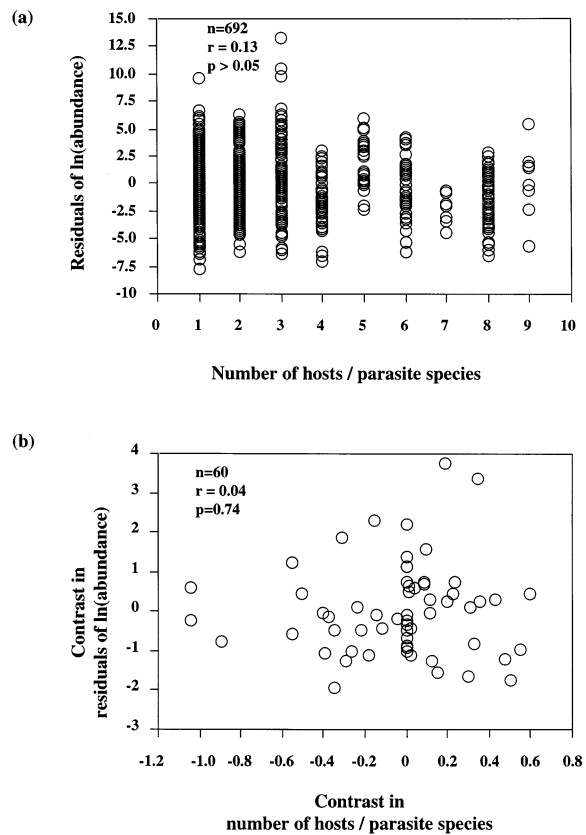 (a)
15.0
12.5
10.0
7.5
5.0
2.5
0
-2.5
-5.0
-7.5
-10
Residuals of ln(abundance)
n=692
r = 0.13
p > 0.05
0 1 2 3 4 5 6 7 8 9 10
Number of hosts / parasite species
(b)
4
3
2
1
0
-1
-2
-3
Contrast in
residuals of ln(abundance)
n=60
r = 0.04
p=0.74
-1.2 -1.0 -0.8 -0.6 -0.4 -0.2 0 0.2 0.4 0.6 0.8
Contrast in
number of hosts / parasite species